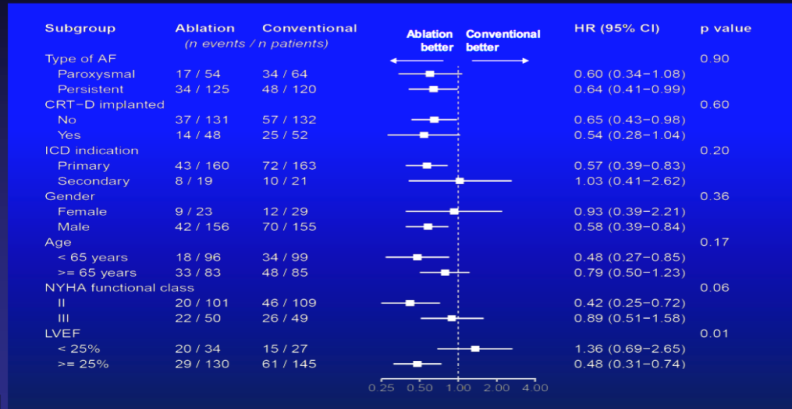 Subgroup Ablation Conventional Ablation better Conventional better HR (95% CI) p value
(n events / n patients)
Type of AF 0.90
Paroxysmal 17 / 54 34 / 64 0.60 (0.34−1.08)
Persistent 34 / 125 48 / 120 0.64 (0.41−0.99)
CRT−D implanted 0.60
No 37 / 131 57 / 132 0.65 (0.43−0.98)
Yes 14 / 48 25 / 52 0.54 (0.28−1.04)
ICD indication 0.20
Primary 43 / 160 72 / 163 0.57 (0.39−0.83)
Secondary 8 / 19 10 / 21 1.03 (0.41−2.62)
Gender 0.36
Female 9 / 23 12 / 29 0.93 (0.39−2.21)
Male 42 / 156 70 / 155 0.58 (0.39−0.84)
Age 0.17
< 65 years 18 / 96 34 / 99 0.48 (0.27−0.85)
>= 65 years 33 / 83 48 / 85 0.79 (0.50−1.23)
NYHA functional class 0.06
II 20 / 101 46 / 109 0.42 (0.25−0.72)
III 22 / 50 26 / 49 0.89 (0.51−1.58)
LVEF 0.01
< 25% 20 / 34 15 / 27 1.36 (0.69−2.65)
>= 25% 29 / 130 61 / 145 0.48 (0.31−0.74)
0.25 0.50 1.00 2.00 4.00